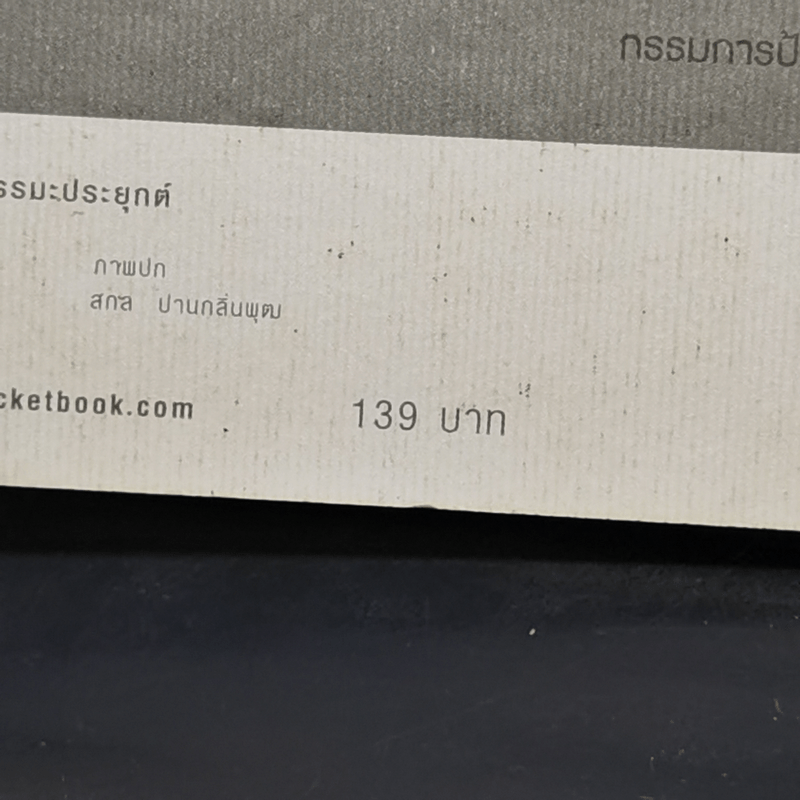 กรรมการป้
รรมะประยุกต์
ภาพปก
สกล ปานกลิ่นพุฒ
cketbook.com
139 บาท